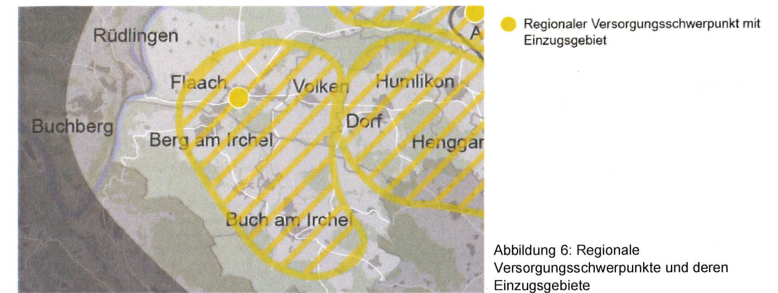 Rüdlingen
A
Regionaler Versorgungsschwerpunkt mit
Einzugsgebiet
Flaach
Volken
Humlikon
Buchberg
Dorf
Berg am Irchel
Henggar
Buch am Irchel
Abbildung 6: Regionale
Versorgungsschwerpunkte und deren
Einzugsgebiete